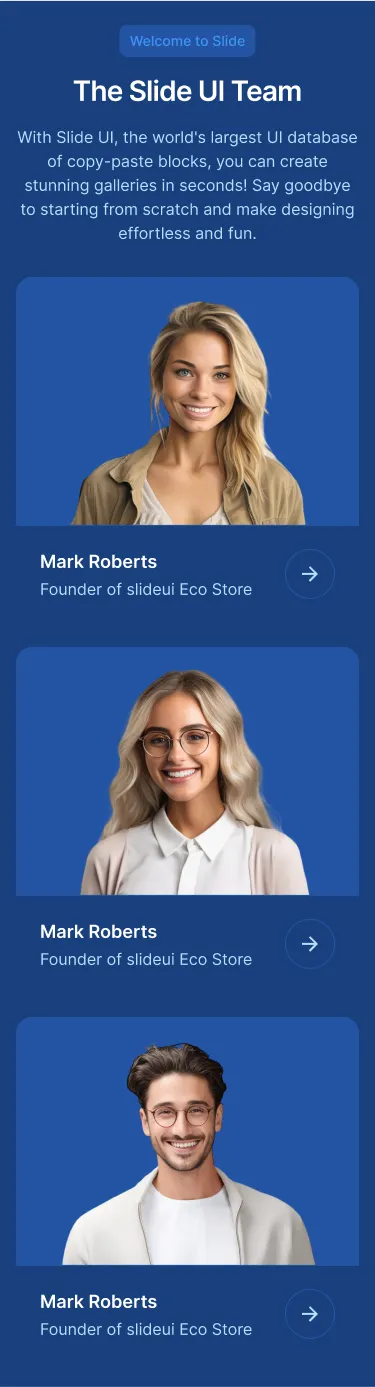 Welcome to Slide
The Slide UI Team
With Slide UI, the world's largest UI database
of copy-paste blocks, you can create
stunning galleries in seconds! Say goodbye
to starting from scratch and make designing
effortless and fun.
Mark Roberts
Founder of slideui Eco Store
Mark Roberts
Founder of slideui Eco Store
Mark Roberts
Founder of slideui Eco Store